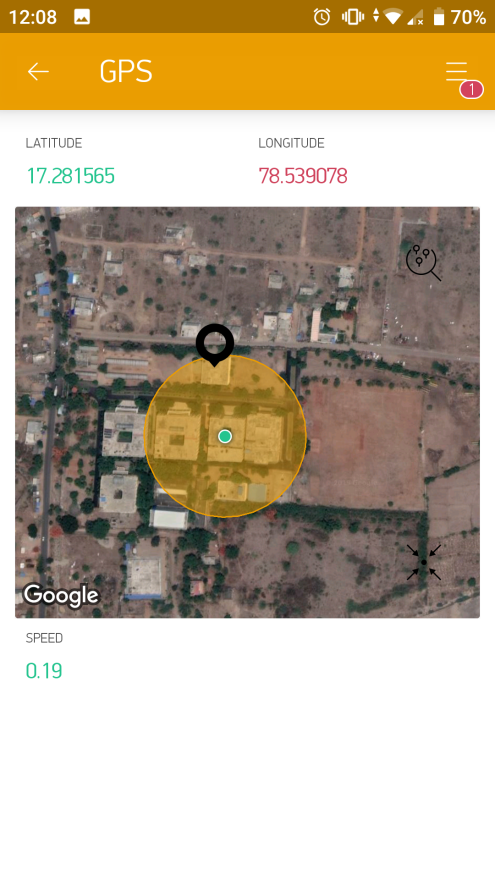 12:08 70%
GPS
1
LATITUDE LONGITUDE
17.281565 78.539078
Google
SPEED
0.19